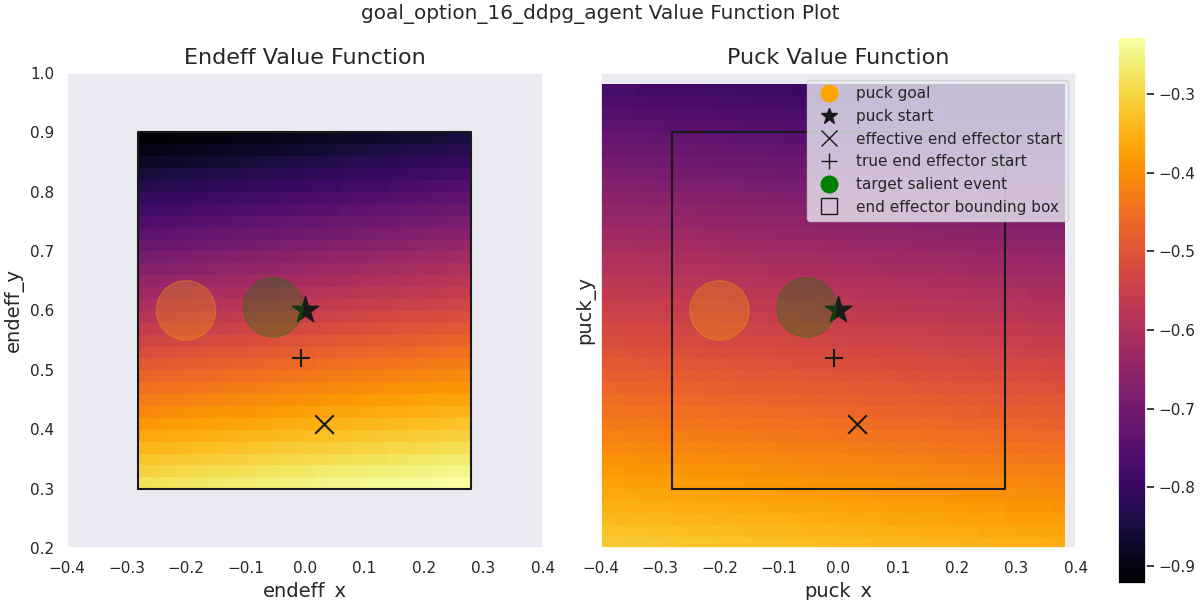 goal_option_16_ddpg_agent Value Function Plot
Endeff Value Function
1.0
0.9
0.8
0.7
0.6
0.5
0.4
0.3
0.2
endeff_y
−0.4 −0.3 −0.2 −0.1 0.0 0.1 0.2 0.3 0.4
endeff_x
Puck Value Function
puck goal
puck start
effective end effector start
true end effector start
target salient event
end effector bounding box
puck_y
−0.4 −0.3 −0.2 −0.1 0.0 0.1 0.2 0.3 0.4
puck_x
−0.3
−0.4
−0.5
−0.6
−0.7
−0.8
−0.9